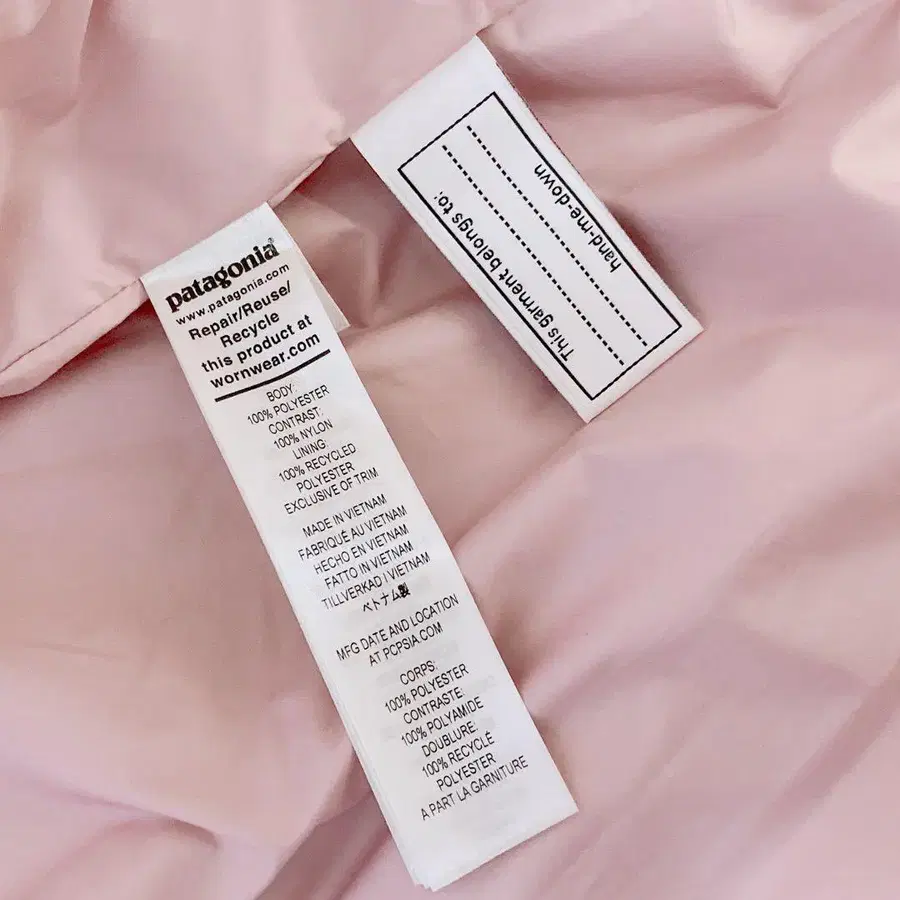 patagonia®
www.patagonia.com
Repair/Reuse/
Recycle
this product at
wornwear.com
BODY:
100% POLYESTER
CONTRAST:
100% NYLON
LINING:
100% RECYCLED
POLYESTER
EXCLUSIVE OF TRIM
MADE IN VIETNAM
FABRIQUÉ AU VIETNAM
HECHO EN VIETNAM
FATTO IN VIETNAM
TILLVERKAD I VIETNAM
ベトナム製
MFG DATE AND LOCATION
AT PCPSIA.COM
CORPS:
100% POLYESTER
CONTRASTE:
100% POLYAMIDE
DOUBLURE:
100% RECYCLÉ
POLYESTER
A PART LA GARNITURE
This garment belongs to:
hand-me-down